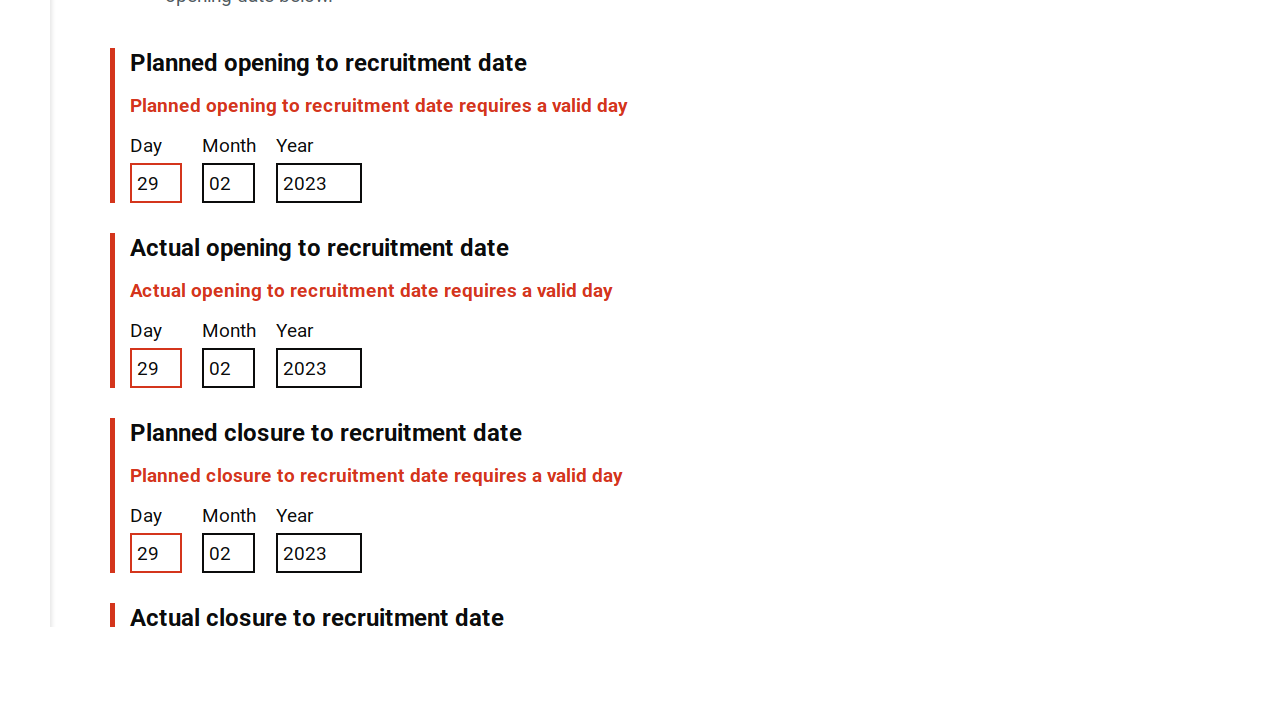 opening date below.
Planned opening to recruitment date
Planned opening to recruitment date requires a valid day
Day Month Year
29 02 2023
Actual opening to recruitment date
Actual opening to recruitment date requires a valid day
Day Month Year
29 02 2023
Planned closure to recruitment date
Planned closure to recruitment date requires a valid day
Day Month Year
29 02 2023
Actual closure to recruitment date